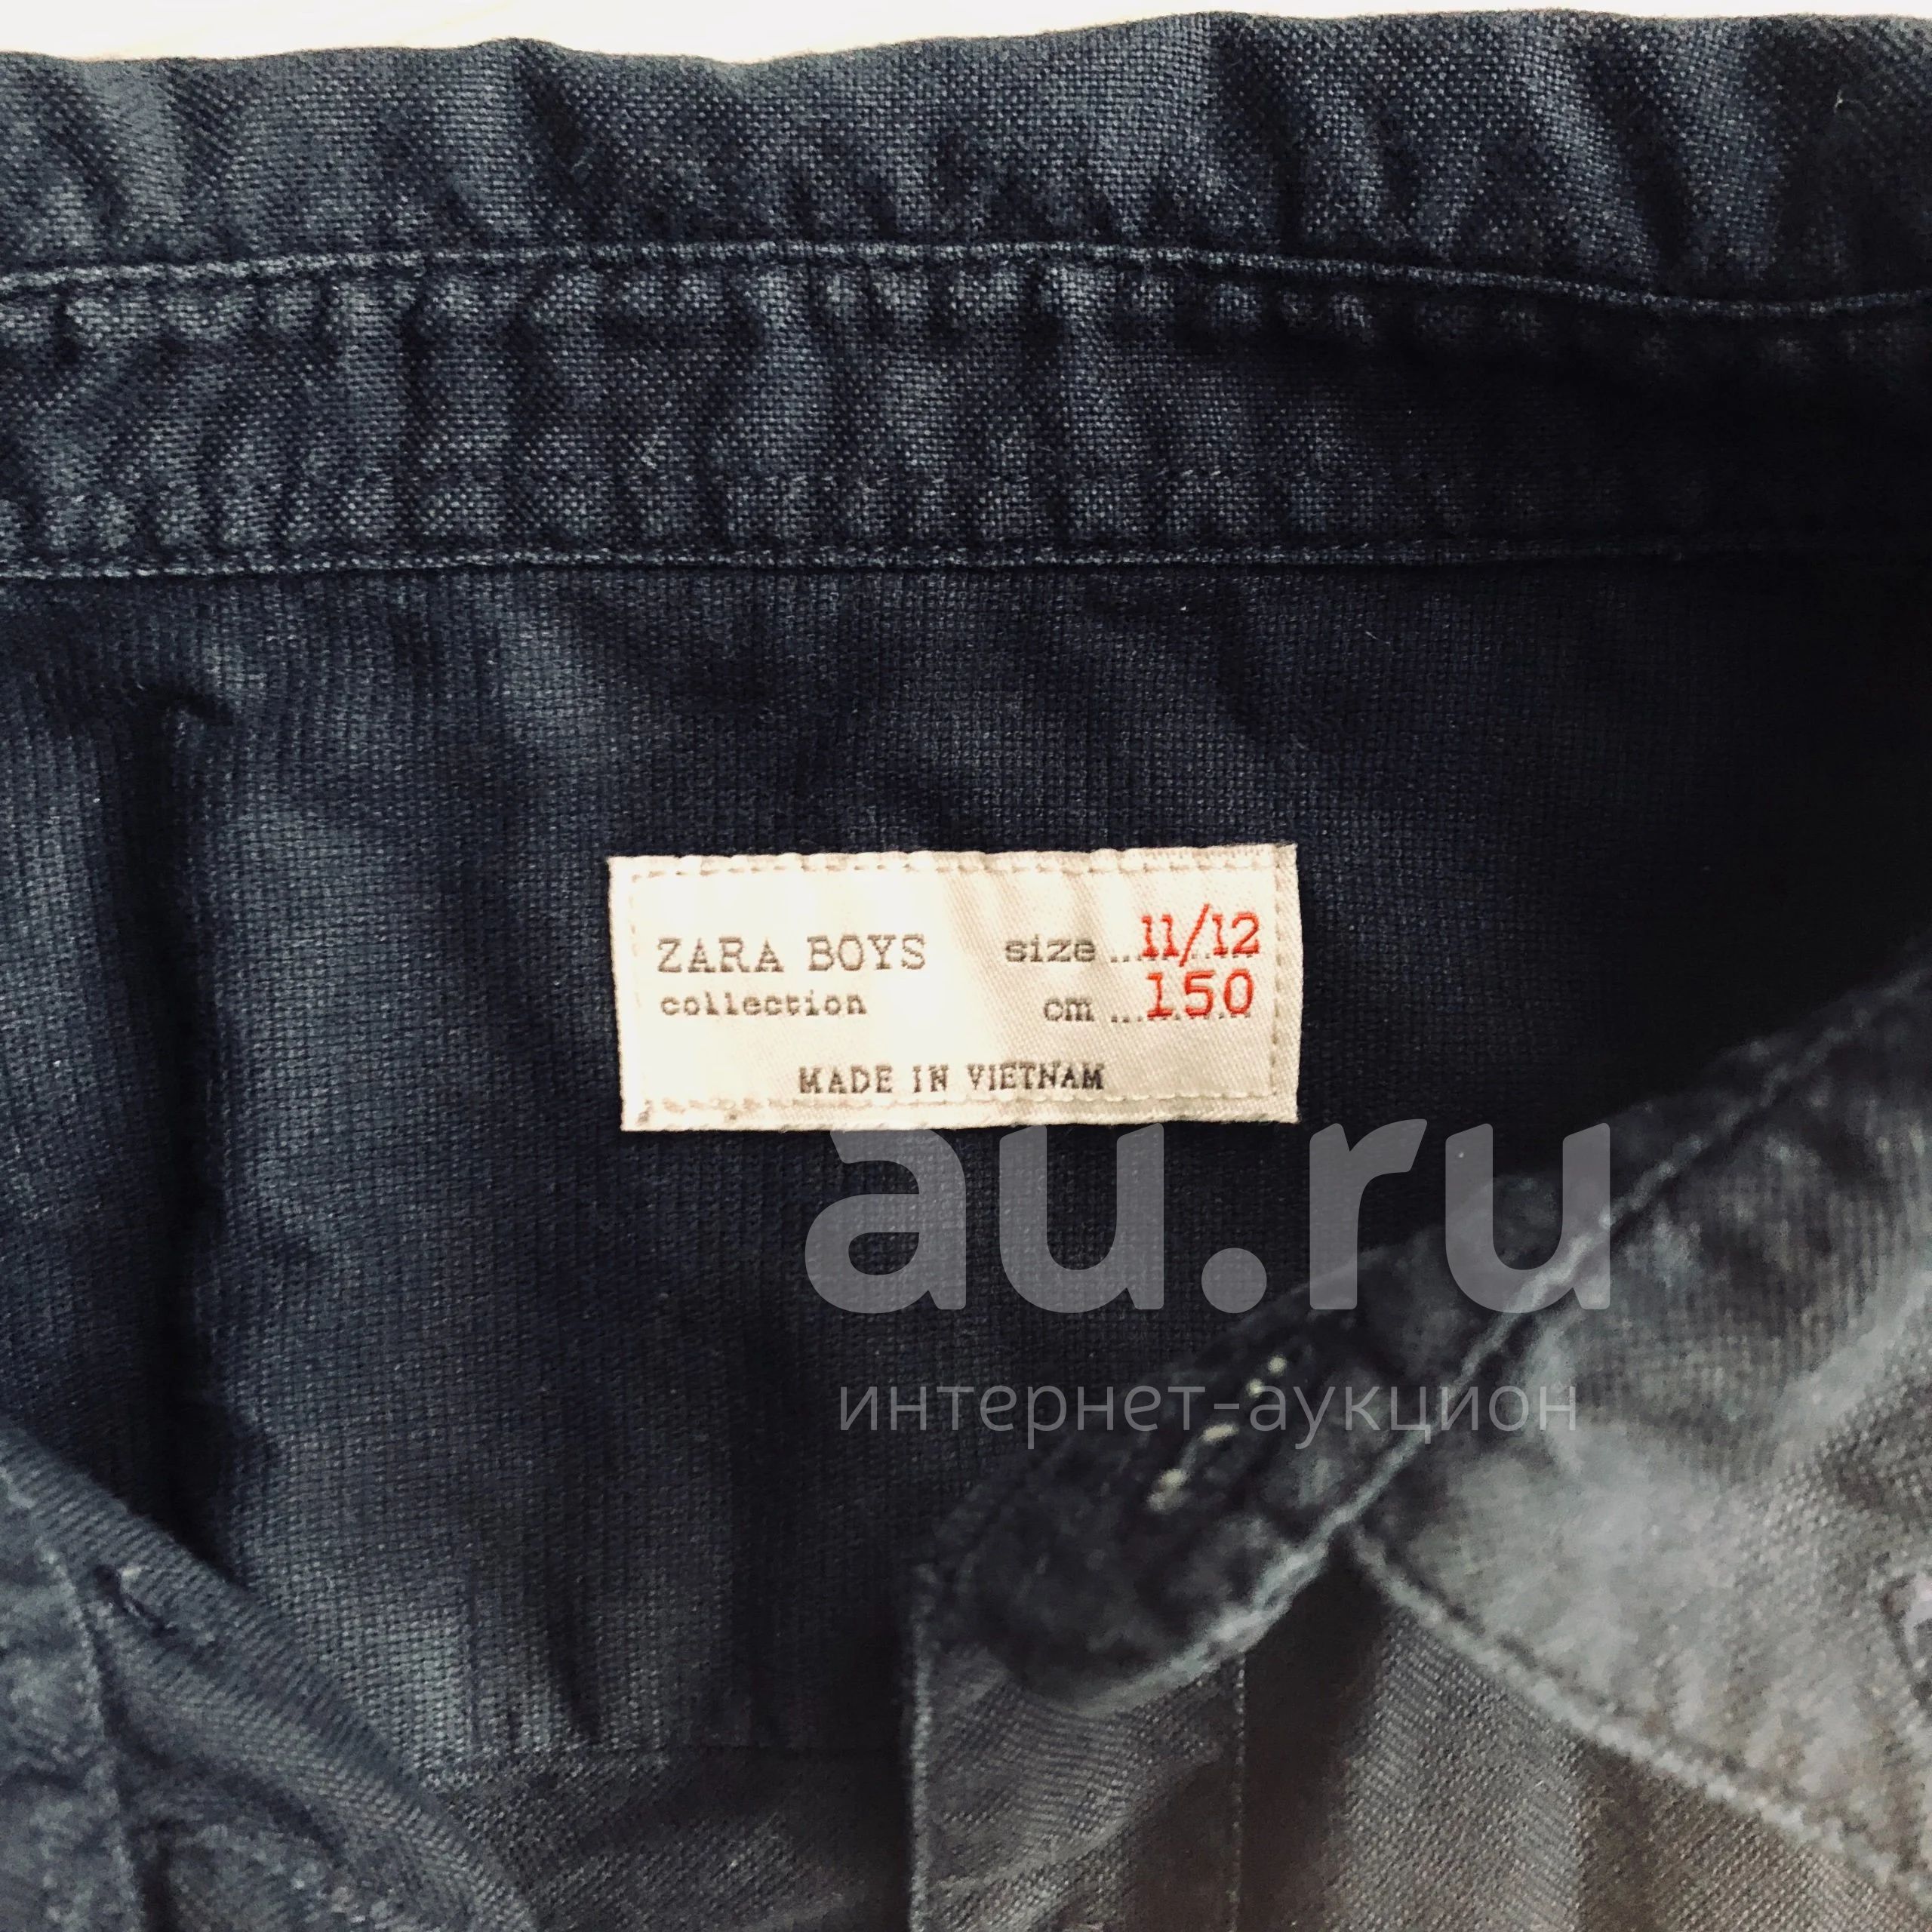 ZARA BOYS size ...11/12
collection cm ...150
MADE IN VIETNAM
au.ru
интернет-аукцион